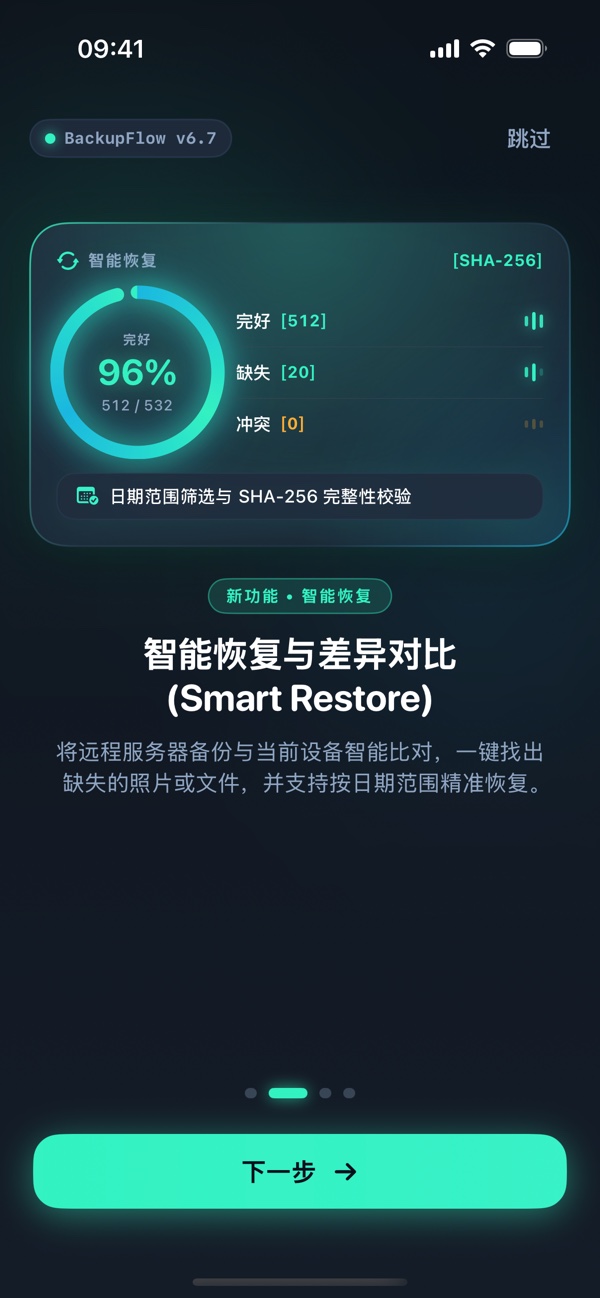 09:41
BackupFlow v6.7
跳过
智能恢复
[SHA-256]
完好
96%
512 / 532
完好 [512]
缺失 [20]
冲突 [0]
日期范围筛选与 SHA-256 完整性校验
新功能 • 智能恢复
智能恢复与差异对比
(Smart Restore)
将远程服务器备份与当前设备智能比对，一键找出
缺失的照片或文件，并支持按日期范围精准恢复。
下一步 →